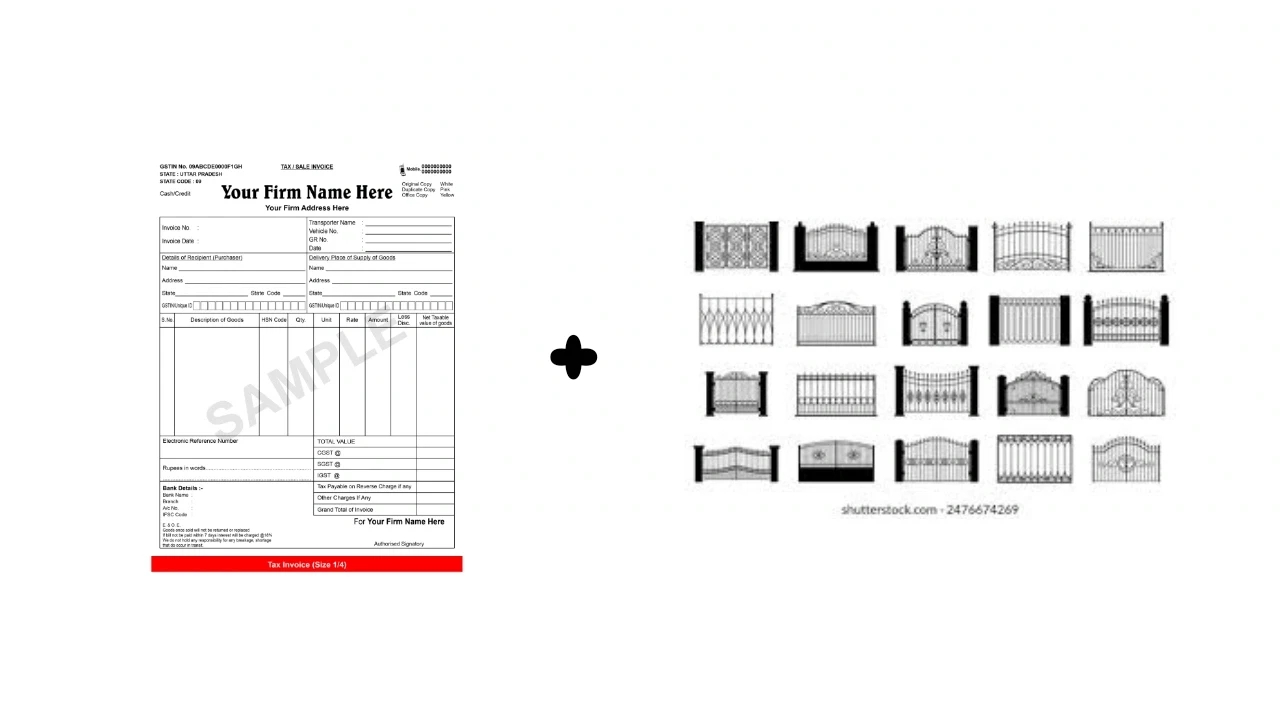 GSTIN No. 09ABCDE0000F1GH
STATE : UTTAR PRADESH
STATE CODE : 09
Cash/Credit
TAX / SALE INVOICE
Mobile 0000000000
0000000000
Original Copy White
Duplicate Copy Pink
Office Copy Yellow
Your Firm Name Here
Your Firm Address Here
Invoice No. :
Invoice Date :
Transporter Name :
Vehicle No. :
GR No. :
Date :
Details of Recipient (Purchaser)
Name
Address
State State Code
GSTIN/Unique ID
Delivery Place of Supply of Goods
Name
Address
State State Code
GSTIN/Unique ID
S.No. Description of Goods HSN Code Qty. Unit Rate Amount Less Disc. Net Taxable value of goods
SAMPLE
Electronic Reference Number
Rupees in words
TOTAL VALUE
CGST @
SGST @
IGST @
Tax Payable on Reverse Charge if any
Other Charges If Any
Grand Total of Invoice
Bank Details :-
Bank Name :
Branch :
A/c No. :
IFSC Code :
E. & O. E.
Goods once sold will not be returned or replaced
If bill not be paid within 7 days interest will be charged @18%
We do not hold any responsibility for any breakage, shortage
that do occur in transit.
For Your Firm Name Here
Authorised Signatory
Tax Invoice (Size 1/4)
shutterstock.com · 2476674269